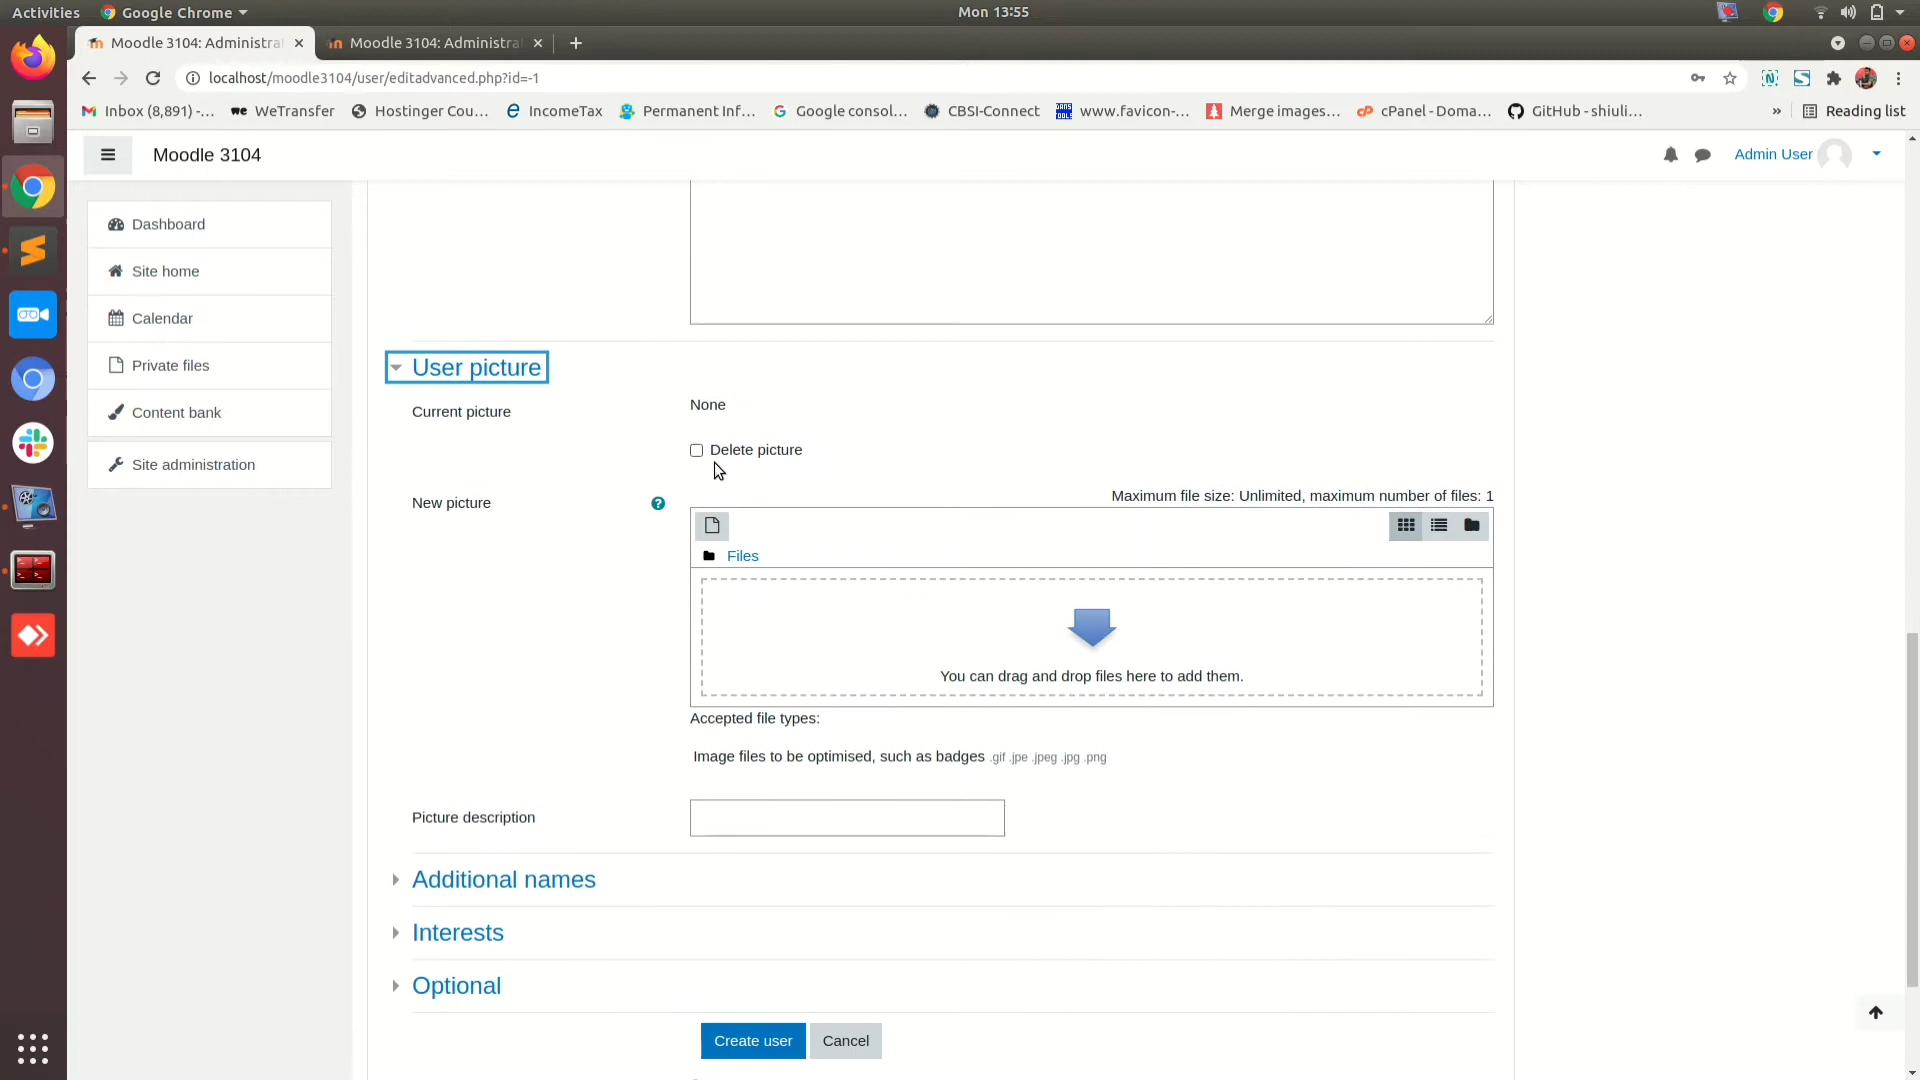 Activities
Google Chrome
Mon 13:55
Moodle 3104: Administra
Moodle 3104: Administra
localhost/moodle3104/user/editadvanced.php?id=-1
Inbox (8,891) -...
WeTransfer
Hostinger Cou...
IncomeTax
Permanent Inf...
Google consol...
CBSI-Connect
www.favicon-...
Merge images...
cPanel - Doma...
GitHub - shiuli...
»
Reading list
Moodle 3104
Admin User
Dashboard
Site home
Calendar
Private files
Content bank
Site administration
User picture
Current picture
None
Delete picture
New picture
Maximum file size: Unlimited, maximum number of files: 1
Files
You can drag and drop files here to add them.
Accepted file types:
Image files to be optimised, such as badges .gif .jpe .jpeg .jpg .png
Picture description
Additional names
Interests
Optional
Create user
Cancel